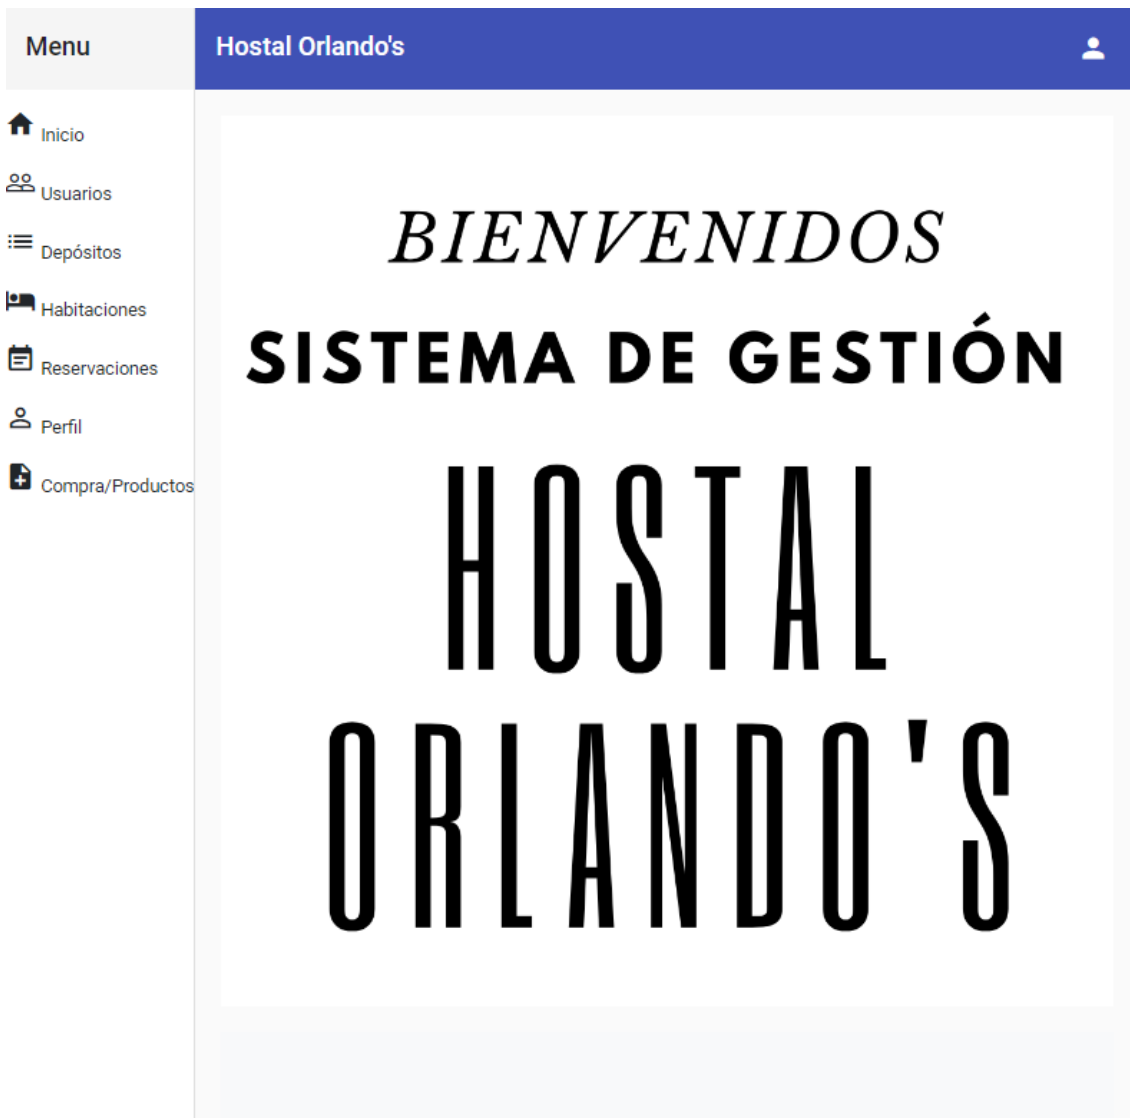 Menu
Hostal Orlando's
Inicio
Usuarios
Depósitos
Habitaciones
Reservaciones
Perfil
Compra/Productos
BIENVENIDOS
SISTEMA DE GESTIÓN
HOSTAL
ORLANDO'S